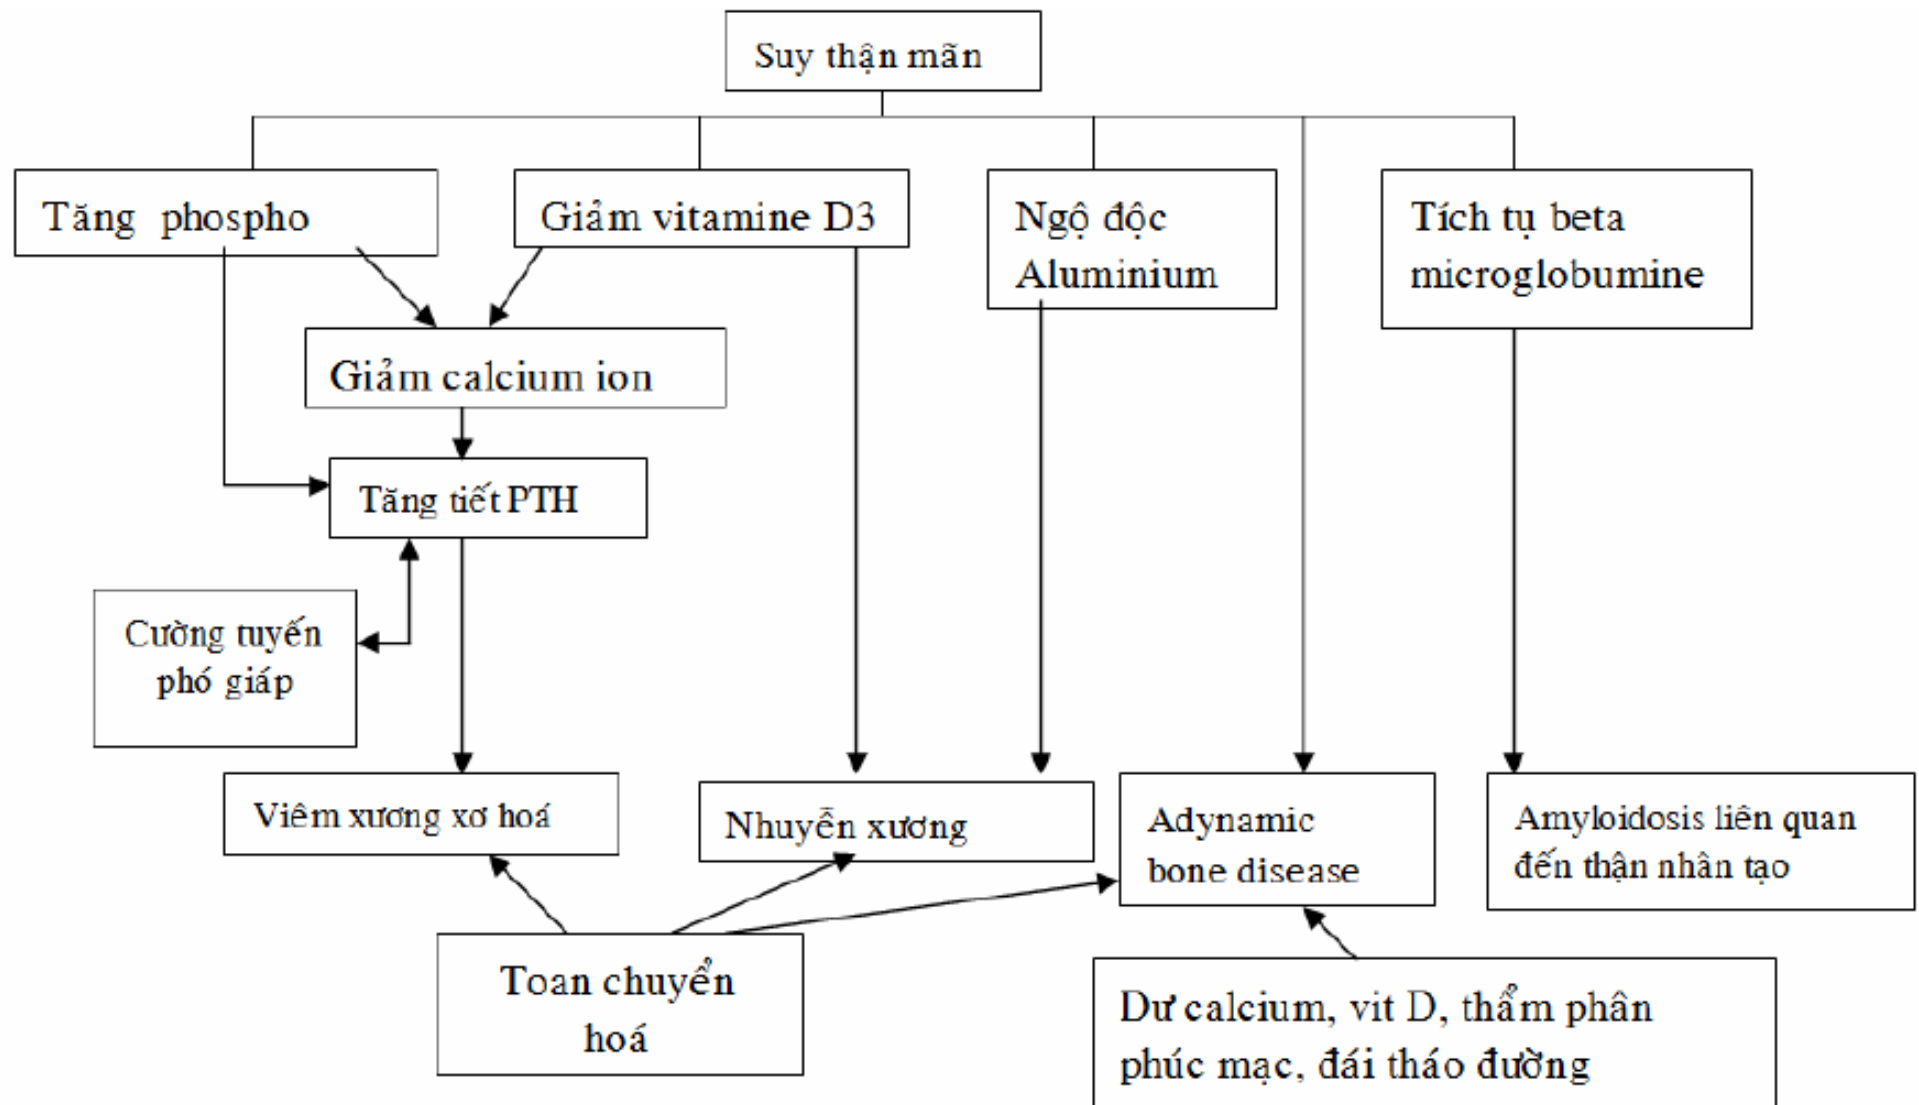 Suy thận mãn
Tăng phospho
Giảm vitamine D3
Ngộ độc
Aluminium
Tích tụ beta
microglobumine
Giảm calcium ion
Tăng tiết PTH
Cường tuyến
phó giáp
Viêm xương xơ hoá
Nhuyễn xương
Adynamic
bone disease
Amyloidosis liên quan
đến thận nhân tạo
Toan chuyển
hoá
Dư calcium, vit D, thẩm phân
phúc mạc, đái tháo đường